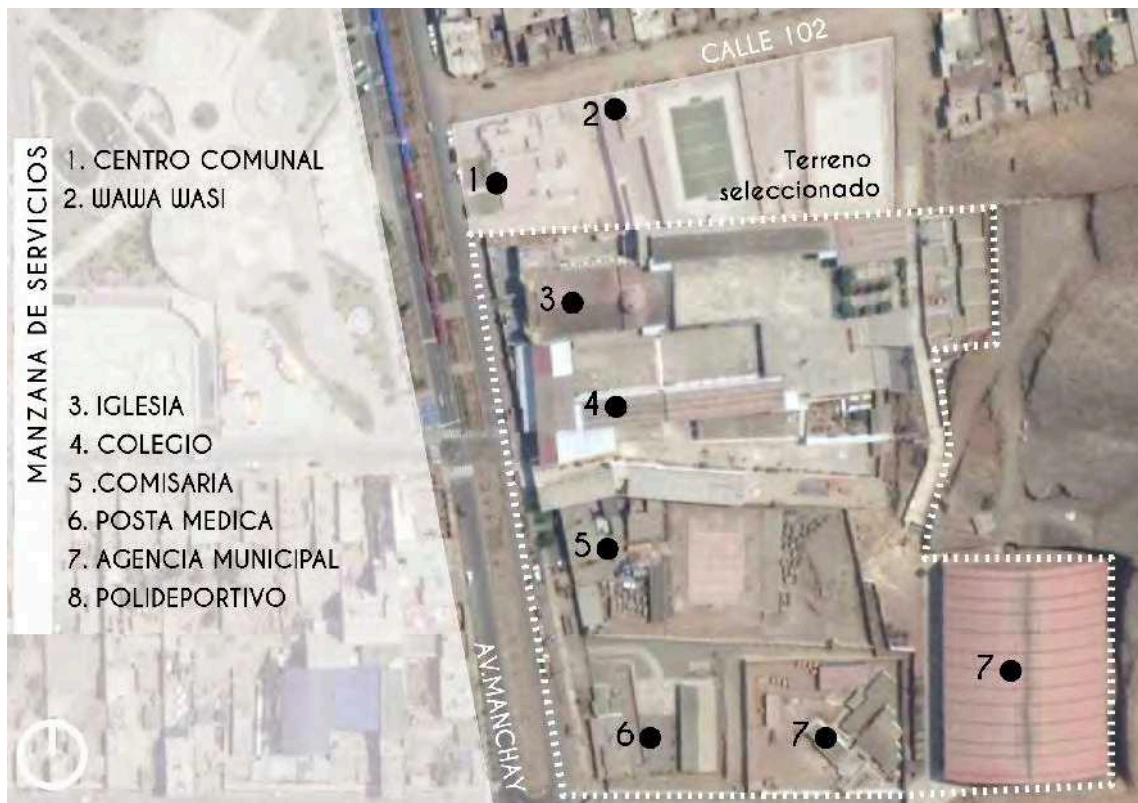 MANZANA DE SERVICIOS
1. CENTRO COMUNAL
2. WAWA WASI
3. IGLESIA
4. COLEGIO
5 .COMISARIA
6. POSTA MEDICA
7. AGENCIA MUNICIPAL
8. POLIDEPORTIVO
CALLE 102
2
1
Terreno
seleccionado
3
4
5
7
6
7
AV.MANCHAY